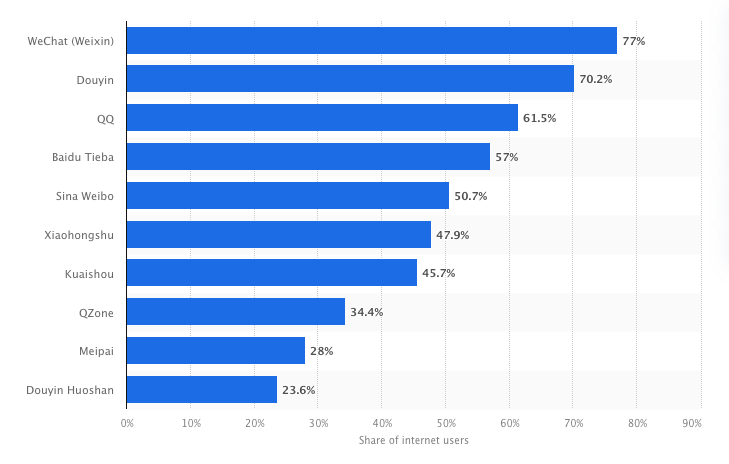 WeChat (Weixin) 77%
Douyin 70.2%
QQ 61.5%
Baidu Tieba 57%
Sina Weibo 50.7%
Xiaohongshu 47.9%
Kuaishou 45.7%
QZone 34.4%
Meipai 28%
Douyin Huoshan 23.6%
0% 10% 20% 30% 40% 50% 60% 70% 80% 90%
Share of internet users